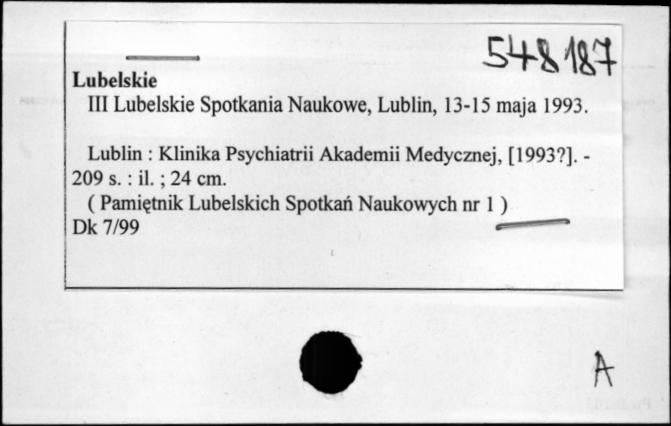 548187
Lubelskie
III Lubelskie Spotkania Naukowe, Lublin, 13-15 maja 1993.
Lublin : Klinika Psychiatrii Akademii Medycznej, [1993?]. -
209 s. : il. ; 24 cm.
( Pamiętnik Lubelskich Spotkań Naukowych nr 1 )
Dk 7/99
A